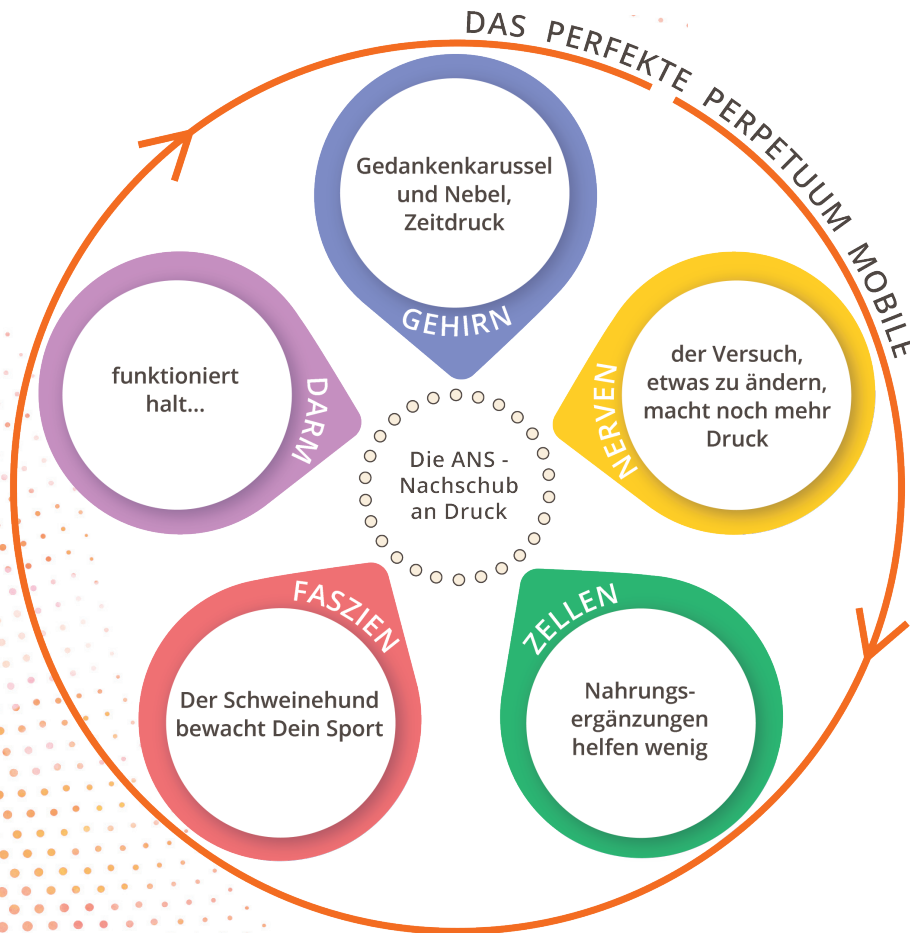 DAS PERFEKTE PERPETUUM MOBILE
Gedankenkarussel
und Nebel,
Zeitdruck
GEHIRN
der Versuch,
etwas zu ändern,
macht noch mehr
Druck
NERVEN
Nahrungs-
ergänzungen
helfen wenig
ZELLEN
Der Schweinehund
bewacht Dein Sport
FASZIEN
funktioniert
halt...
DARM
Die ANS -
Nachschub
an Druck